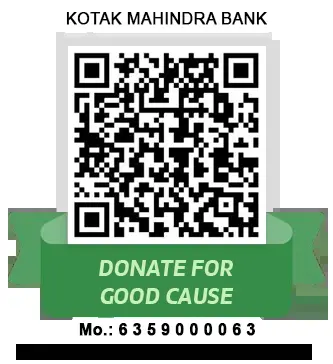 KOTAK MAHINDRA BANK
DONATE FOR
GOOD CAUSE
Mo.: 6359000063